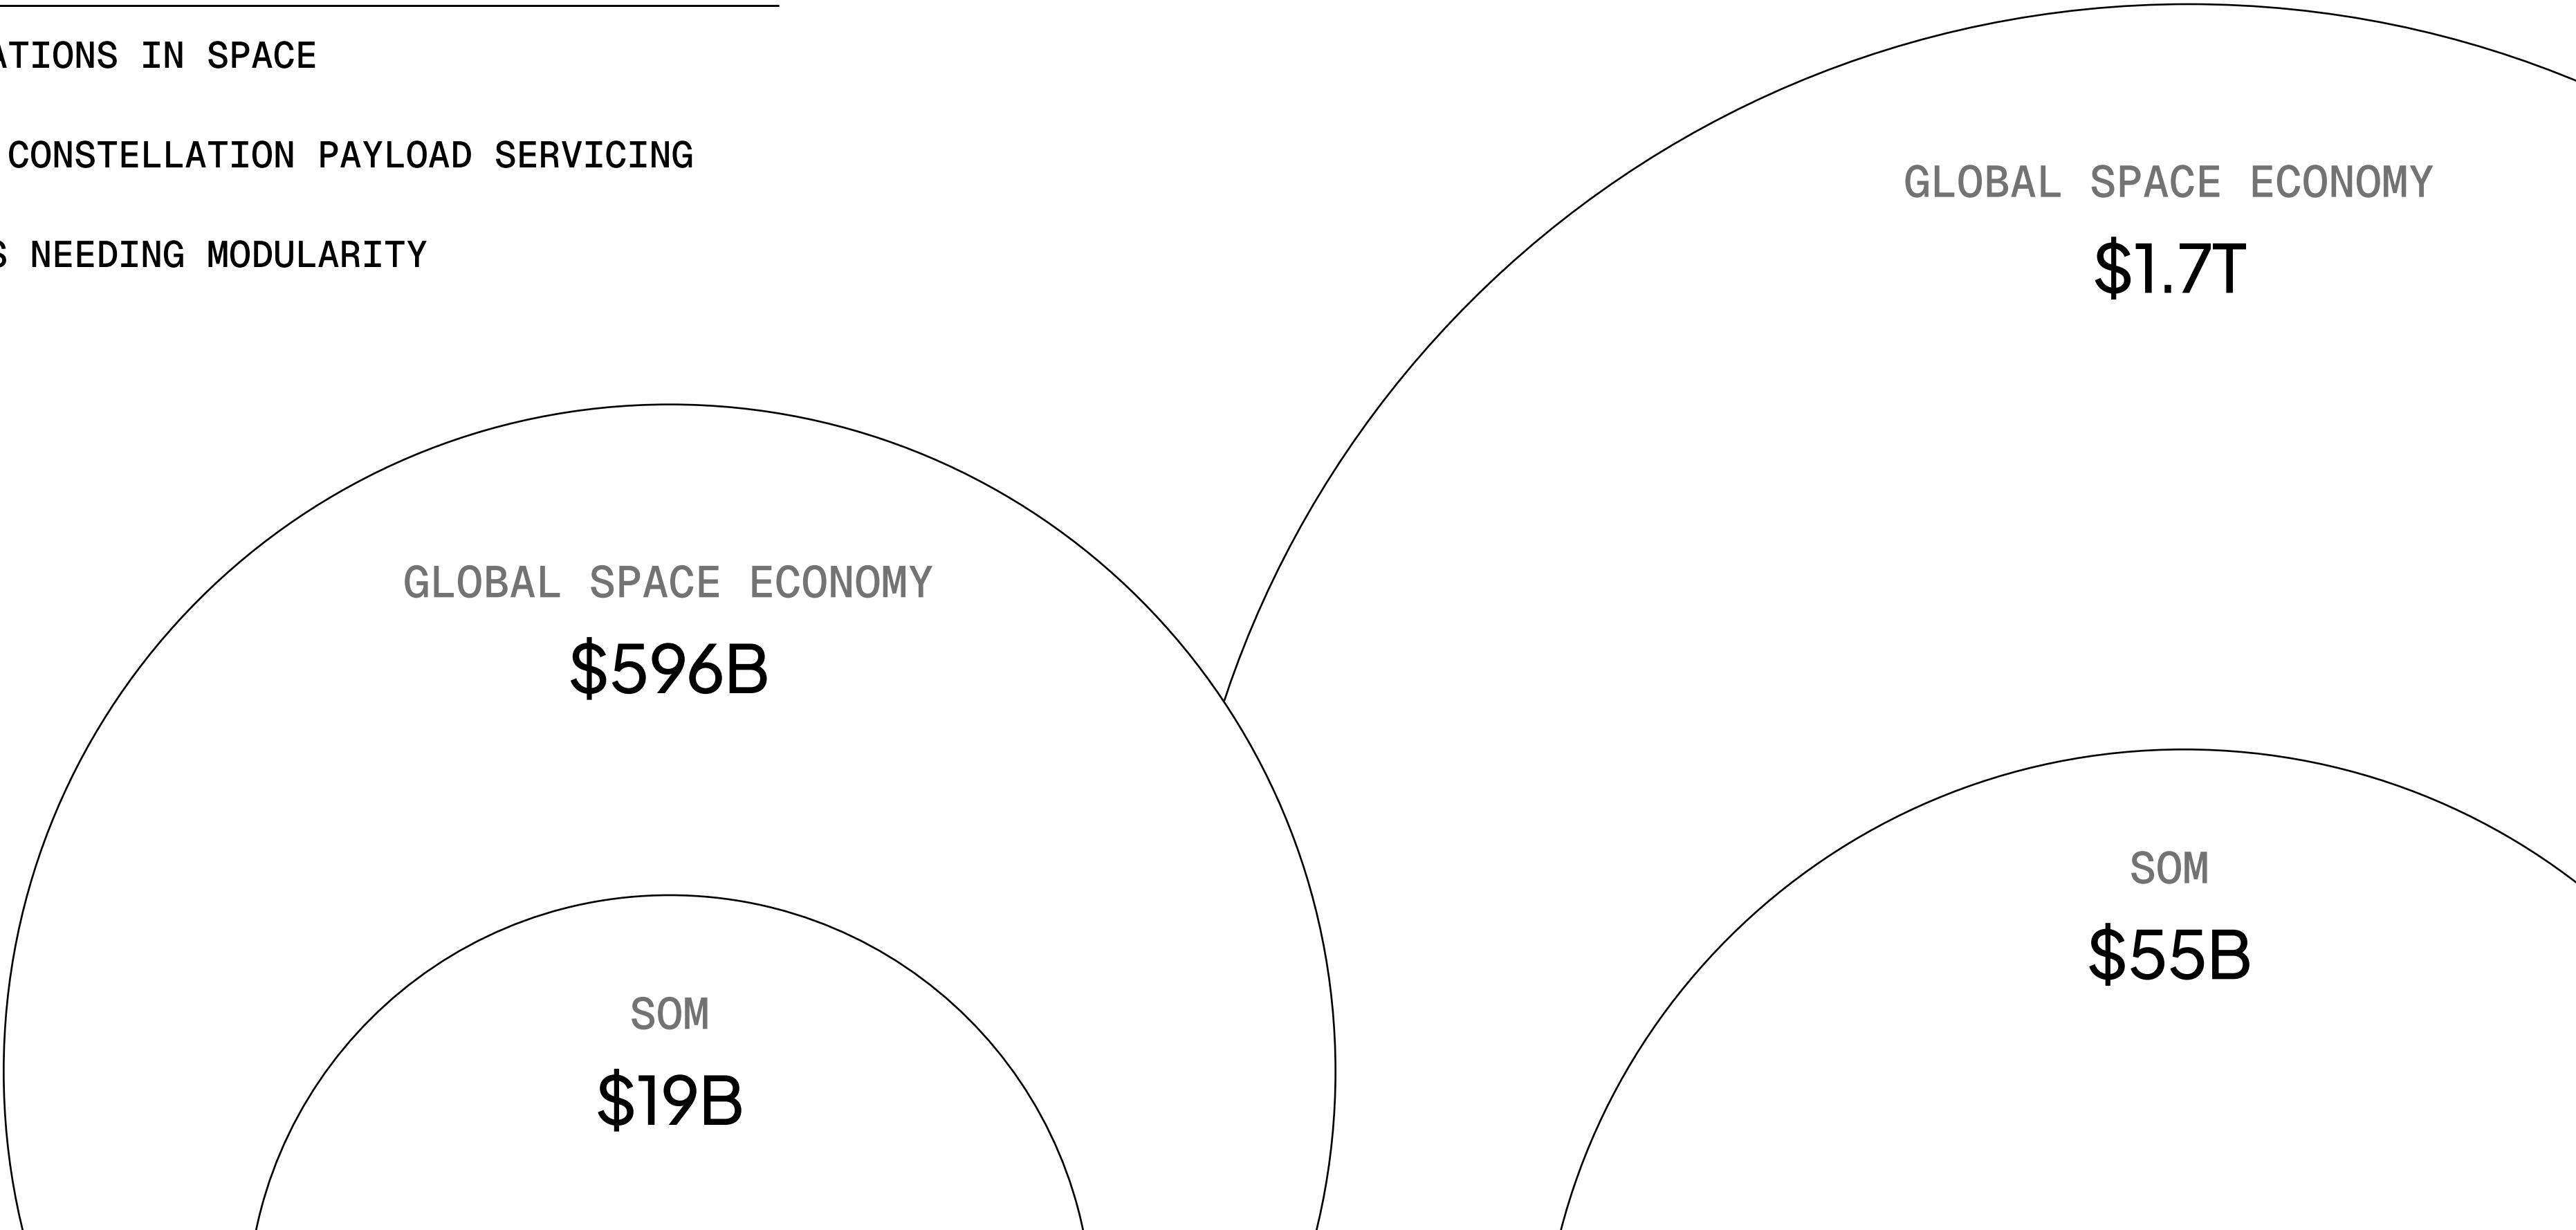 IN SPACE
CONSTELLATION PAYLOAD SERVICING
NEEDING MODULARITY
GLOBAL SPACE ECONOMY
$1.7T
GLOBAL SPACE ECONOMY
$596B
SOM
$55B
SOM
$19B